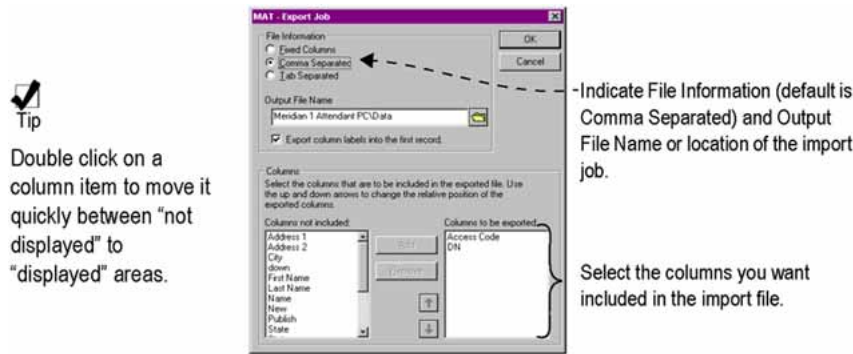 Tip
Double click on a
column item to move it
quickly between "not
displayed" to
"displayed" areas.
MAT - Export Job
File Information
Fixed Columns
Comma Separated
Tab Separated
Output File Name
Meridian 1 Attendant PC\Data
Export column labels into the first record.
OK
Cancel
Columns
Select the columns that are to be included in the exported file. Use
the up and down arrows to change the relative position of the
exported columns.
Columns not included:
Address 1
Address 2
City
down
First Name
Last Name
Name
New
Publish
State
Add
Remove
Columns to be exported:
Access Code
DN
Indicate File Information (default is
Comma Separated) and Output
File Name or location of the import
job.
Select the columns you want
included in the import file.